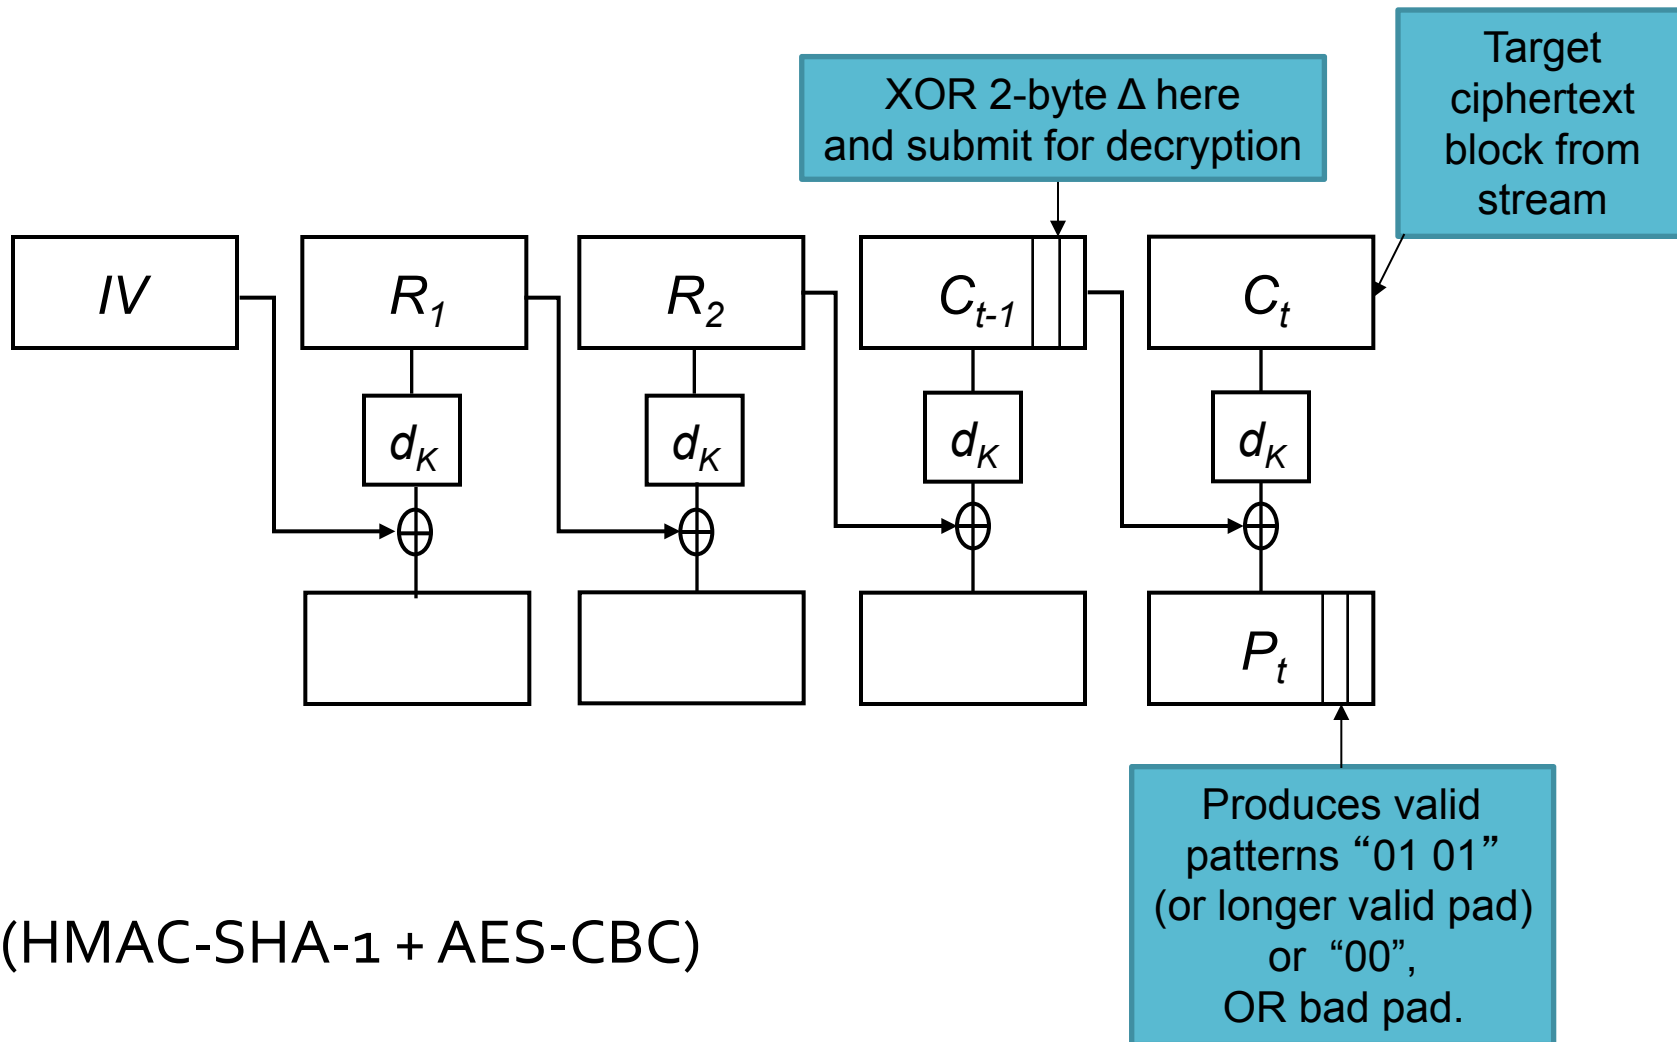 XOR 2-byte Δ here
and submit for decryption
Target
ciphertext
block from
stream
IV
R1
R2
Ct-1
Ct
dK
dK
dK
dK
Pt
Produces valid
patterns “01 01”
(or longer valid pad)
or “00”,
OR bad pad.
(HMAC-SHA-1 + AES-CBC)